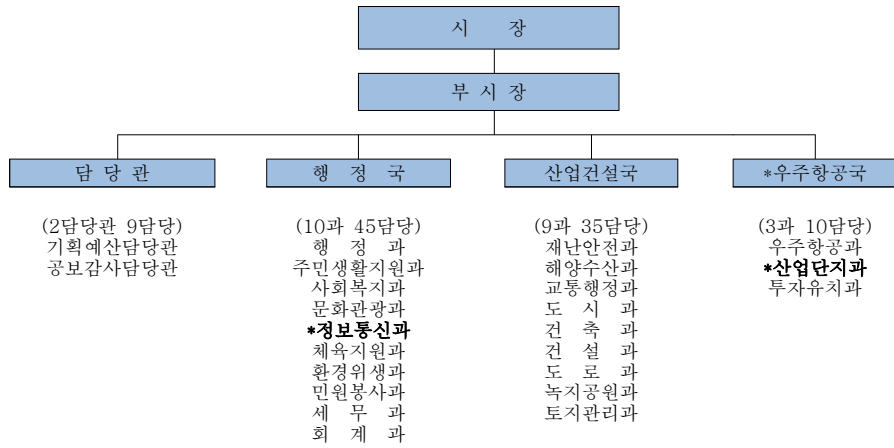 시 장
부 시 장
담 당 관
행 정 국
산업건설국
*우주항공국
(2담당관 9담당)
기획예산담당관
공보감사담당관
(10과 45담당)
행 정 과
주민생활지원과
사회복지과
문화관광과
*정보통신과
체육지원과
환경위생과
민원봉사과
세 무 과
회 계 과
(9과 35담당)
재난안전과
해양수산과
교통행정과
도 시 과
건 축 과
건 설 과
도 로 과
녹지공원과
토지관리과
(3과 10담당)
우주항공과
*산업단지과
투자유치과